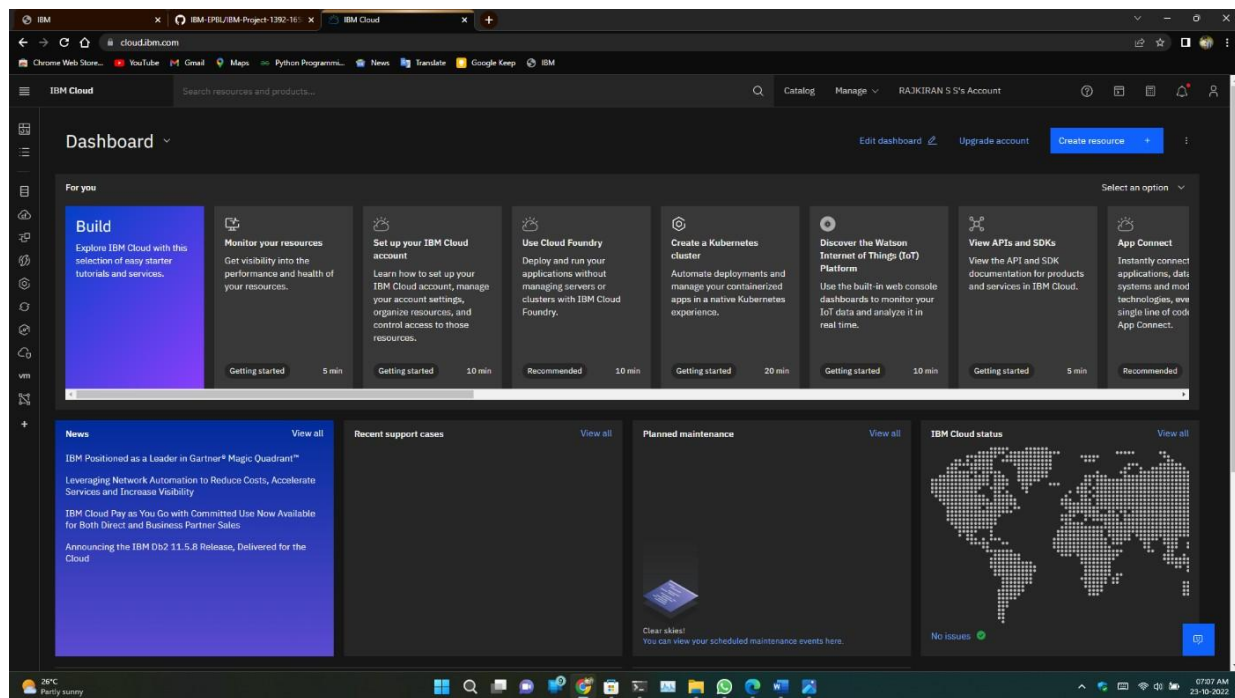 IBM
IBM-EPBL/IBM-Project-1392-165
IBM Cloud
cloud.ibm.com
Chrome Web Store...
YouTube
Gmail
Maps
Python Programmi...
News
Translate
Google Keep
IBM
IBM Cloud
Search resources and products...
Catalog
Manage
RAJKIRAN S S's Account
Dashboard
Edit dashboard
Upgrade account
Create resource +
For you
Select an option
Build
Explore IBM Cloud with this
selection of easy starter
tutorials and services.
Monitor your resources
Get visibility into the
performance and health of
your resources.
Getting started
5 min
Set up your IBM Cloud
account
Learn how to set up your
IBM Cloud account, manage
your account settings,
organize resources, and
control access to those
resources.
Getting started
10 min
Use Cloud Foundry
Deploy and run your
applications without
managing servers or
clusters with IBM Cloud
Foundry.
Recommended
10 min
Create a Kubernetes
cluster
Automate deployments and
manage your containerized
apps in a native Kubernetes
experience.
Getting started
20 min
Discover the Watson
Internet of Things (IoT)
Platform
Use the built-in web console
dashboards to monitor your
IoT data and analyze it in
real time.
Getting started
10 min
View APIs and SDKs
View the API and SDK
documentation for products
and services in IBM Cloud.
Getting started
5 min
App Connect
Instantly connect
applications, data
systems and mod
technologies, eve
single line of code
App Connect.
Recommended
vm
News
View all
IBM Positioned as a Leader in Gartner® Magic Quadrant™
Leveraging Network Automation to Reduce Costs, Accelerate
Services and Increase Visibility
IBM Cloud Pay as You Go with Committed Use Now Available
for Both Direct and Business Partner Sales
Announcing the IBM Db2 11.5.8 Release, Delivered for the
Cloud
Recent support cases
View all
Planned maintenance
View all
Clear skies!
You can view your scheduled maintenance events here.
IBM Cloud status
View all
No issues
26°C
Partly sunny
07:07 AM
23-10-2022